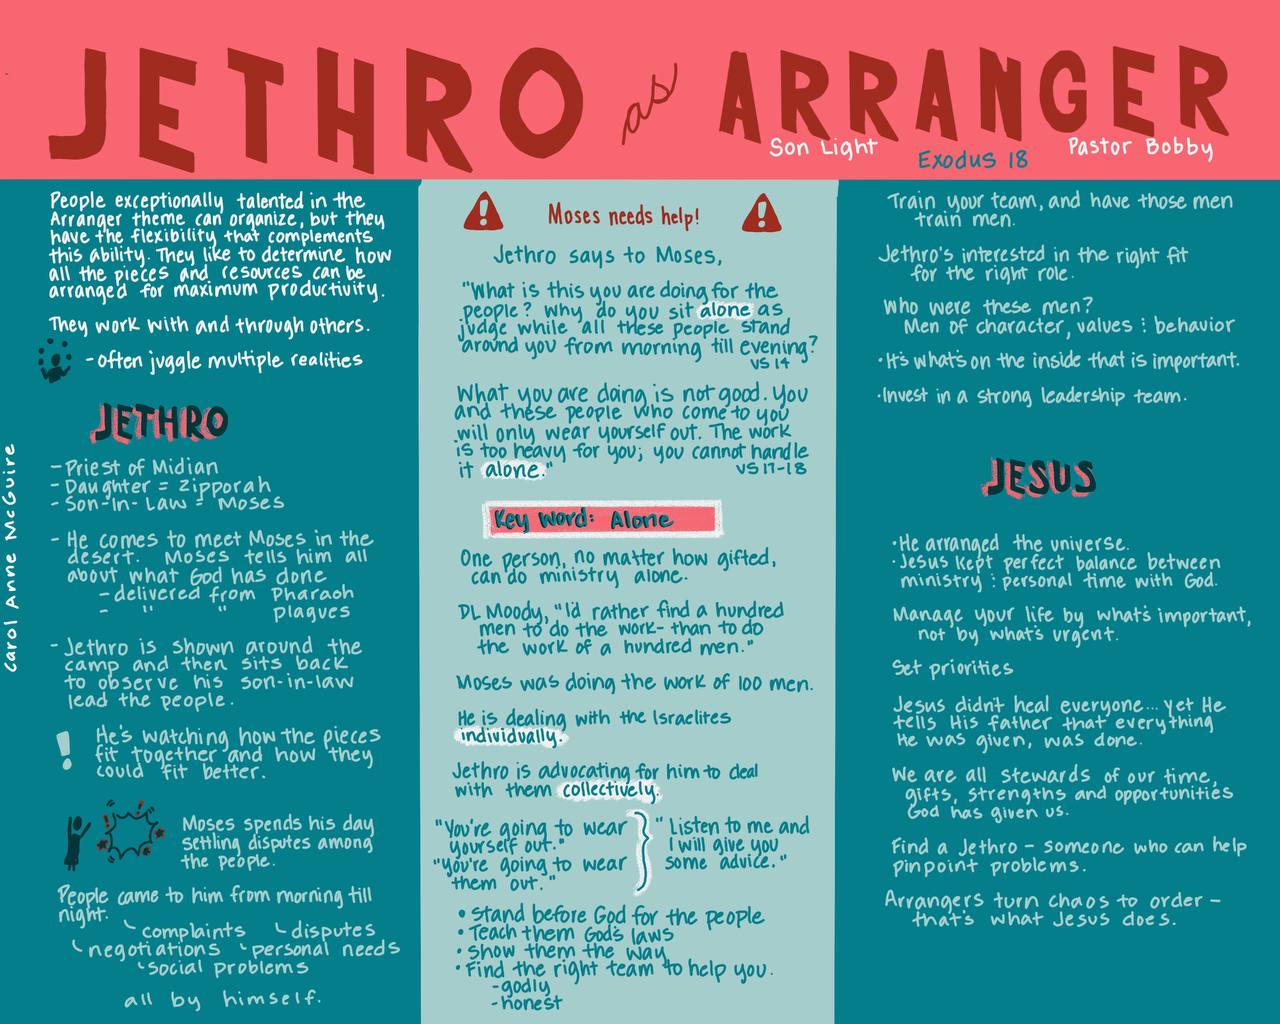 JETHRO as ARRANGER
Son Light
Exodus 18
Pastor Bobby
People exceptionally talented in the
Arranger theme can organize, but they
have the flexibility that complements
this ability. They like to determine how
all the pieces and resources can be
arranged for maximum productivity.
They work with and through others.
- often juggle multiple realities
JETHRO
- Priest of Midian
- Daughter = Zipporah
- Son-In-Law = Moses
- He comes to meet Moses in the
desert. Moses tells him all
about what God has done
- delivered from Pharaoh
- " " plagues
- Jethro is shown around the
camp and then sits back
to observe his son-in-law
lead the people.
! He's watching how the pieces
fit together and how they
could fit better.
Moses spends his day
settling disputes among
the people.
People came to him from morning till
night.
complaints disputes
negotiations personal needs
social problems
all by himself.
Carol Anne McGuire
! Moses needs help! !
Jethro says to Moses,
"What is this you are doing for the
people? Why do you sit alone as
judge while all these people stand
around you from morning till evening?
VS 14
What you are doing is not good. You
and these people who come to you
will only wear yourself out. The work
is too heavy for you; you cannot handle
it alone."
VS 17-18
Key Word: Alone
One person, no matter how gifted,
can do ministry alone.
DL Moody, "I'd rather find a hundred
men to do the work - than to do
the work of a hundred men."
Moses was doing the work of 100 men.
He is dealing with the Israelites
individually.
Jethro is advocating for him to deal
with them collectively.
"You're going to wear
yourself out."
"You're going to wear
them out."
} "Listen to me and
I will give you
some advice."
• Stand before God for the people
• Teach them God's laws
• Show them the way
• Find the right team to help you.
- godly
- honest
Train your team, and have those men
train men.
Jethro's interested in the right fit
for the right role.
Who were these men?
Men of character, values : behavior
• It's what's on the inside that is important.
• Invest in a strong leadership team.
JESUS
• He arranged the universe.
• Jesus kept perfect balance between
ministry : personal time with God.
Manage your life by what's important,
not by what's urgent.
Set priorities
Jesus didn't heal everyone... yet He
tells His father that everything
He was given, was done.
We are all stewards of our time,
gifts, strengths and opportunities
God has given us.
Find a Jethro - someone who can help
pinpoint problems.
Arrangers turn chaos to order -
that's what Jesus does.